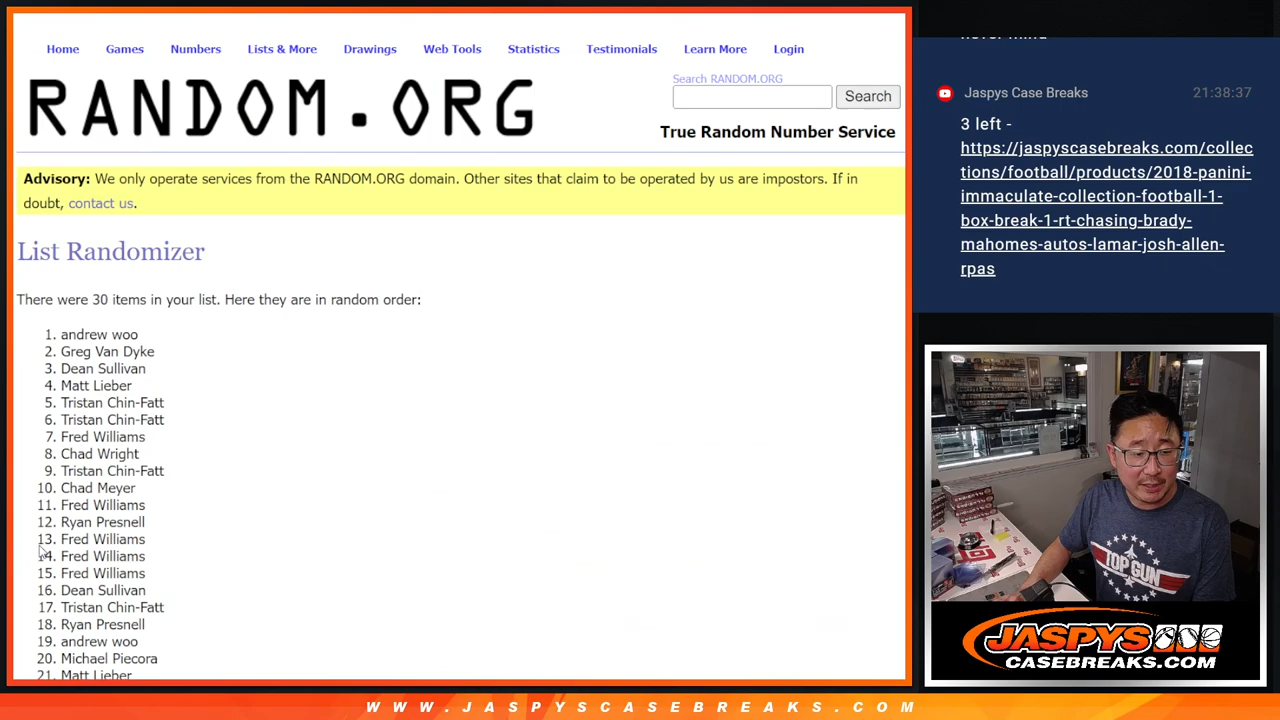 Home Games Numbers Lists & More Drawings Web Tools Statistics Testimonials Learn More Login
RANDOM.ORG
Search RANDOM.ORG
Search
True Random Number Service
Advisory: We only operate services from the RANDOM.ORG domain. Other sites that claim to be operated by us are impostors. If in
doubt, contact us.
List Randomizer
There were 30 items in your list. Here they are in random order:
1. andrew woo
2. Greg Van Dyke
3. Dean Sullivan
4. Matt Lieber
5. Tristan Chin-Fatt
6. Tristan Chin-Fatt
7. Fred Williams
8. Chad Wright
9. Tristan Chin-Fatt
10. Chad Meyer
11. Fred Williams
12. Ryan Presnell
13. Fred Williams
14. Fred Williams
15. Fred Williams
16. Dean Sullivan
17. Tristan Chin-Fatt
18. Ryan Presnell
19. andrew woo
20. Michael Piecora
21. Matt Lieber
never mind
Jaspys Case Breaks 21:38:37
3 left -
https://jaspyscasebreaks.com/collec
tions/football/products/2018-panini-
immaculate-collection-football-1-
box-break-1-rt-chasing-brady-
mahomes-autos-lamar-josh-allen-
rpas
TOP GUN
JASPYS
CASEBREAKS.COM
WWW.JASPYSCASEBREAKS.COM